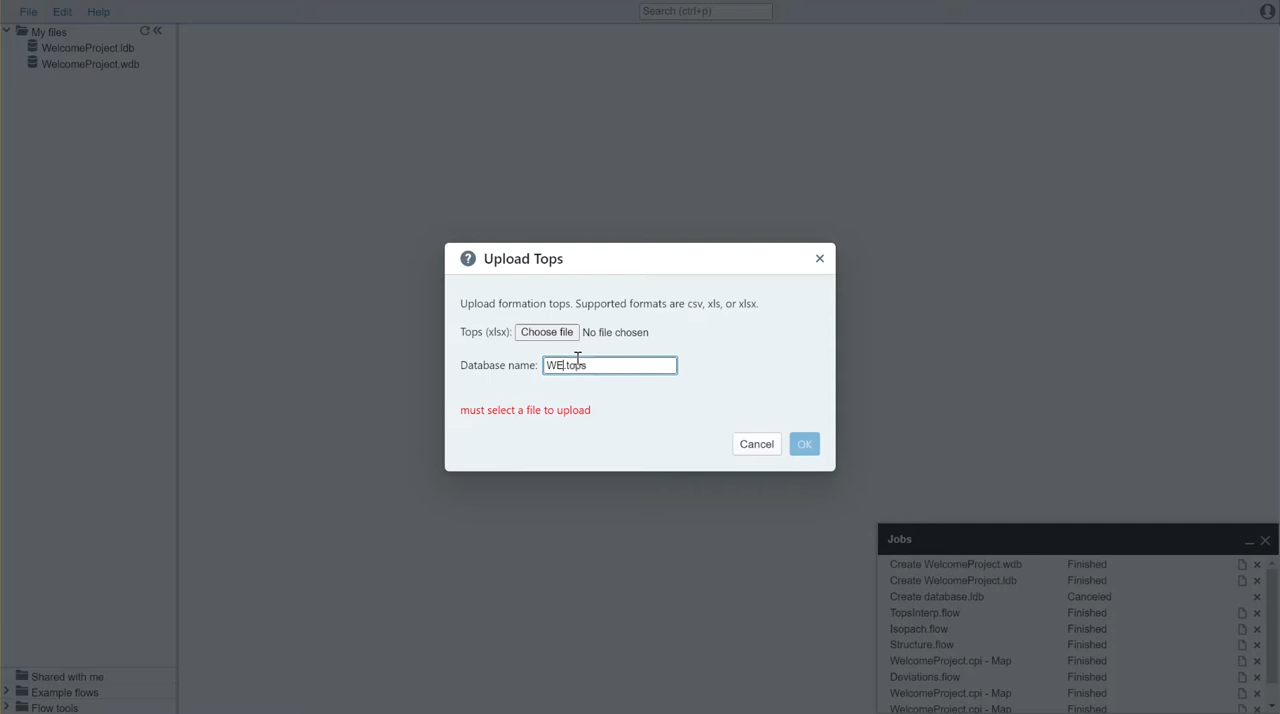 File Edit Help Search (ctrl+p)
My files
WelcomeProject.ldb
WelcomeProject.wdb
Upload Tops
Upload formation tops. Supported formats are csv, xls, or xlsx.
Tops (xlsx): Choose file No file chosen
Database name: WE.tops
must select a file to upload
Cancel OK
Jobs
Create WelcomeProject.wdb Finished
Create WelcomeProject.ldb Finished
Create database.ldb Canceled
TopsInterp.flow Finished
Isopach.flow Finished
Structure.flow Finished
WelcomeProject.cpi - Map Finished
Deviations.flow Finished
WelcomeProject.cpi - Map Finished
WelcomeProject.cpi - Map Finished
Shared with me
Example flows
Flow tools